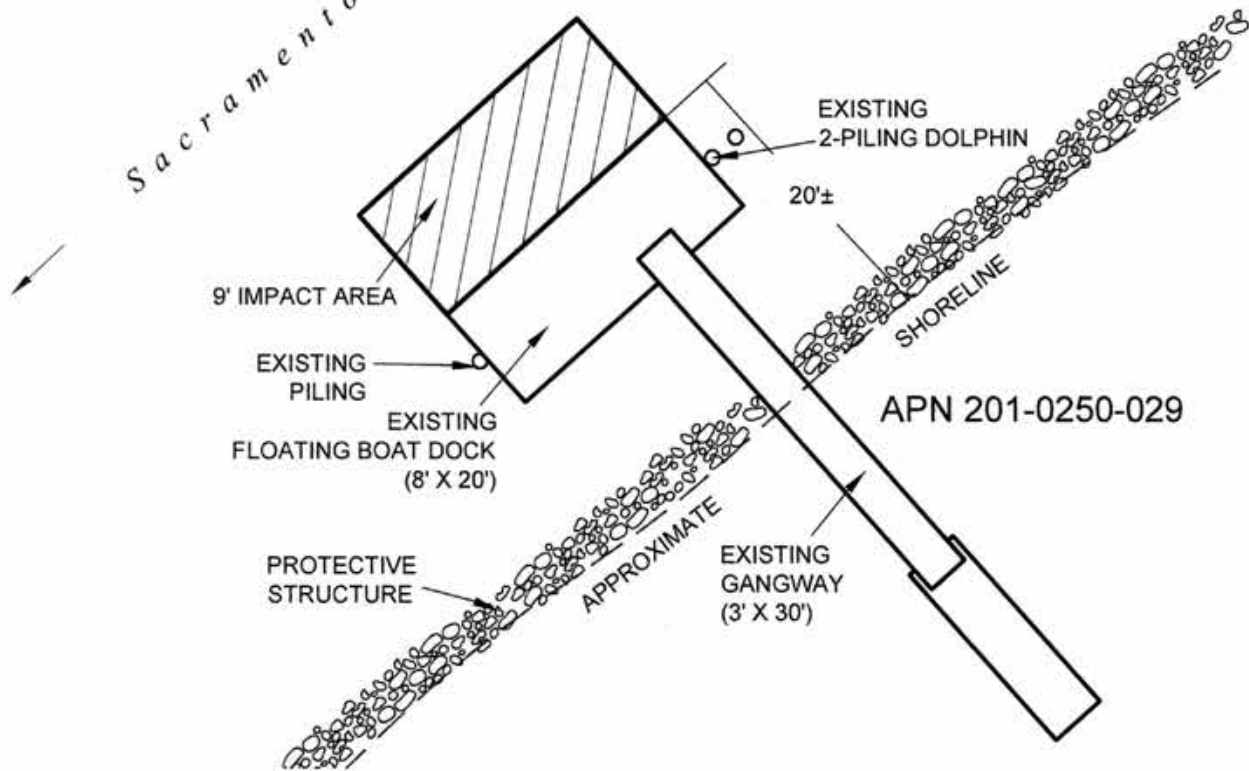 Sacramento
EXISTING
2-PILING DOLPHIN
20'±
9' IMPACT AREA
SHORELINE
EXISTING
PILING
APN 201-0250-029
EXISTING
FLOATING BOAT DOCK
(8' X 20')
PROTECTIVE
STRUCTURE
APPROXIMATE
EXISTING
GANGWAY
(3' X 30')